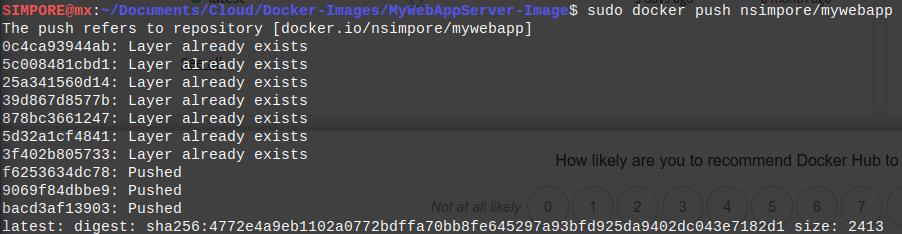 SIMPORE@mx:~/Documents/Cloud/Docker-Images/MyWebAppServer-Image$ sudo docker push nsimpore/mywebapp
The push refers to repository [docker.io/nsimpore/mywebapp]
0c4ca93944ab: Layer already exists
5c008481cbd1: Layer already exists
25a341560d14: Layer already exists
39d867d8577b: Layer already exists
878bc3661247: Layer already exists
5d32a1cf4841: Layer already exists
3f402b805733: Layer already exists
How likely are you to recommend Docker Hub to
f6253634dc78: Pushed
9069f84dbbe9: Pushed
bacd3af13903: Pushed
Not at all likely 0 1 2 3 4 5 6 7
latest: digest: sha256:4772e4a9eb1102a0772bdffa70bb8fe645297a93bfd925da9402dc043e7182d1 size: 2413